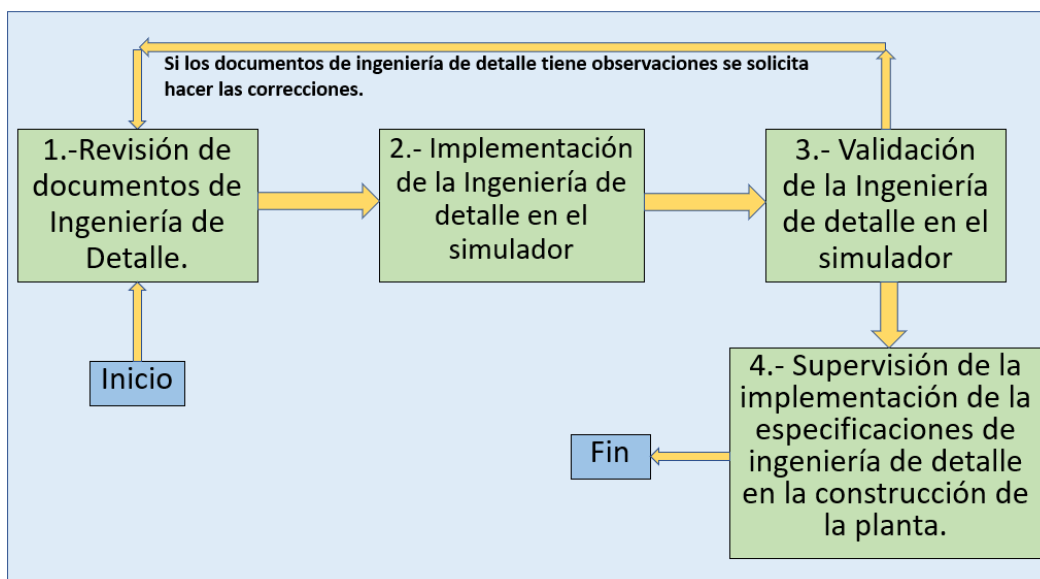 Si los documentos de ingeniería de detalle tiene observaciones se solicita
hacer las correcciones.
1.-Revisión de
documentos de
Ingeniería de
Detalle.
2.- Implementación
de la Ingeniería de
detalle en el
simulador
3.- Validación
de la Ingeniería
de detalle en el
simulador
Inicio
4.- Supervisión de la
implementación de la
especificaciones de
ingeniería de detalle
en la construcción de
la planta.
Fin